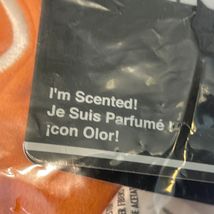 I'm Scented!
Je Suis Parfumé
¡con Olor!